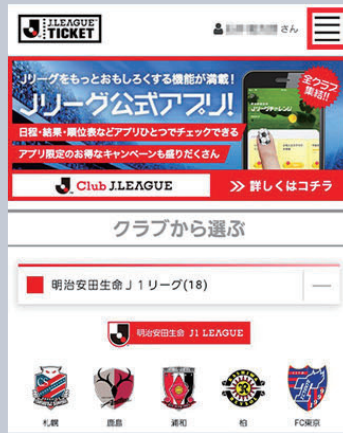 J.LEAGUE
TICKET
さん
Jリーグをもっとおもしろくする機能が満載!
Jリーグ公式アプリ!
全クラブ
集結!!
日程・結果・順位表などアプリひとつでチェックできる
アプリ限定のお得なキャンペーンも盛りだくさん
Club J.LEAGUE
≫ 詳しくはコチラ
クラブから選ぶ
明治安田生命J1リーグ(18)
明治安田生命 J1 LEAGUE
札幌 鹿島 浦和 柏 FC東京